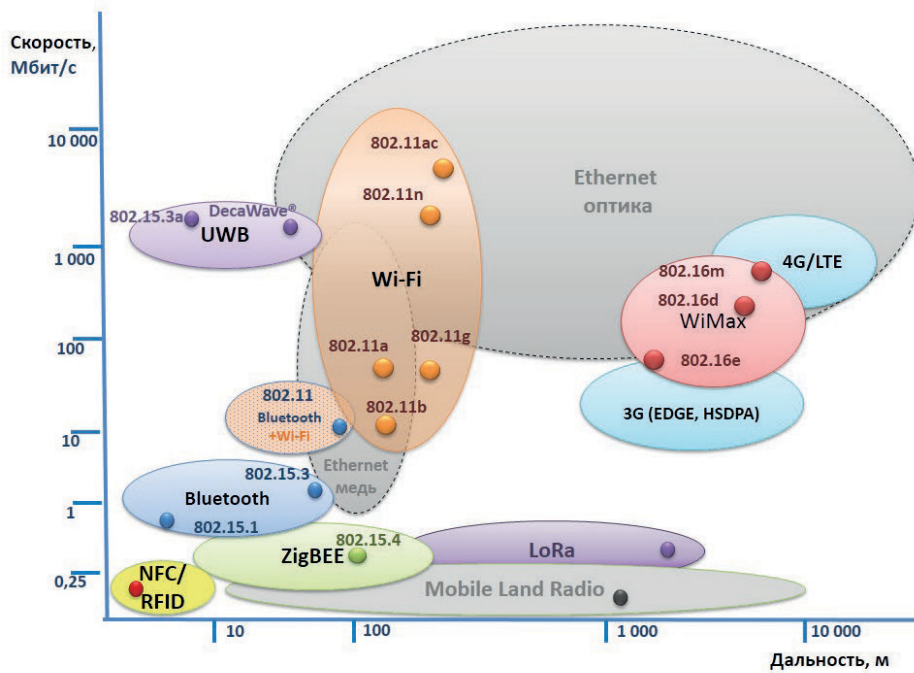 Скорость,
Мбит/с
10 000
1 000
100
10
1
0,25
802.11ac
802.11n
Ethernet
оптика
802.15.3a
DecaWave®
UWB
Wi-Fi
4G/LTE
802.16m
802.16d
WiMax
802.16e
802.11a
802.11g
802.11
Bluetooth
+Wi-Fi
802.11b
3G (EDGE, HSDPA)
Ethernet
медь
802.15.3
Bluetooth
802.15.1
802.15.4
ZigBEE
LoRa
NFC/
RFID
Mobile Land Radio
10
100
1 000
10 000
Дальность, м